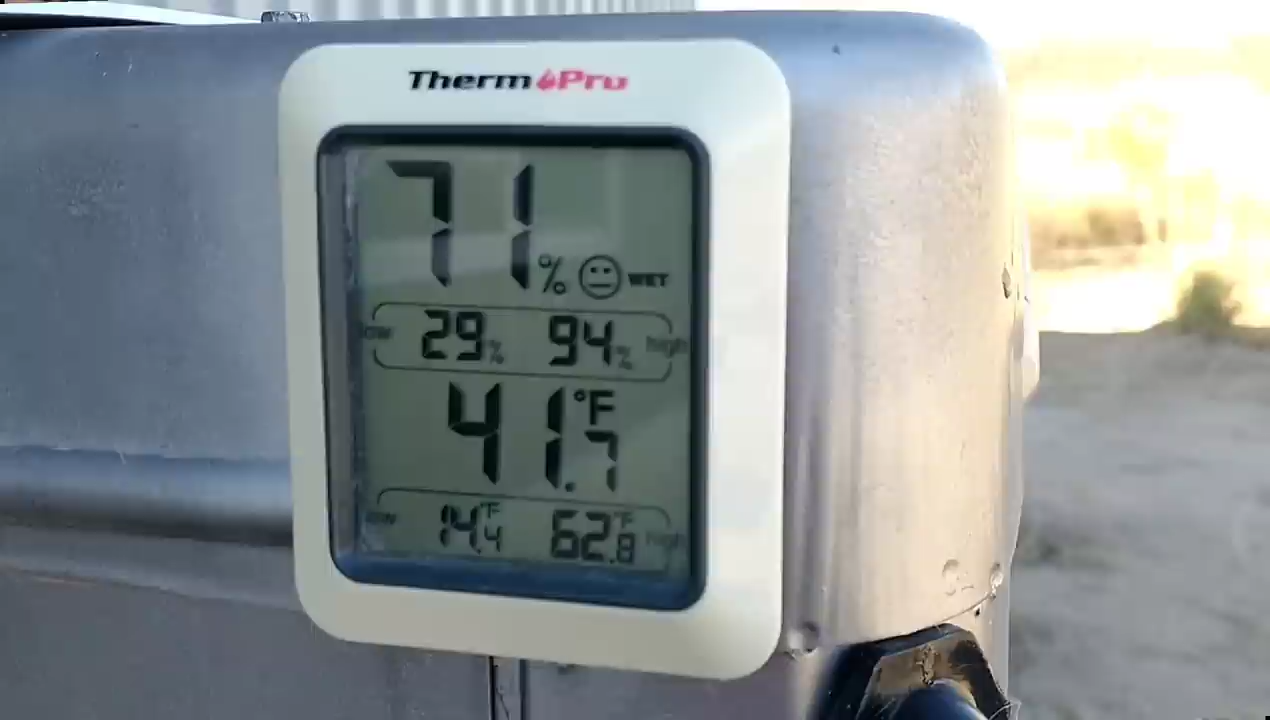 ThermoPro
71% WET
low 29% 94% high
41.7°F
low 14.4°F 62.8°F high